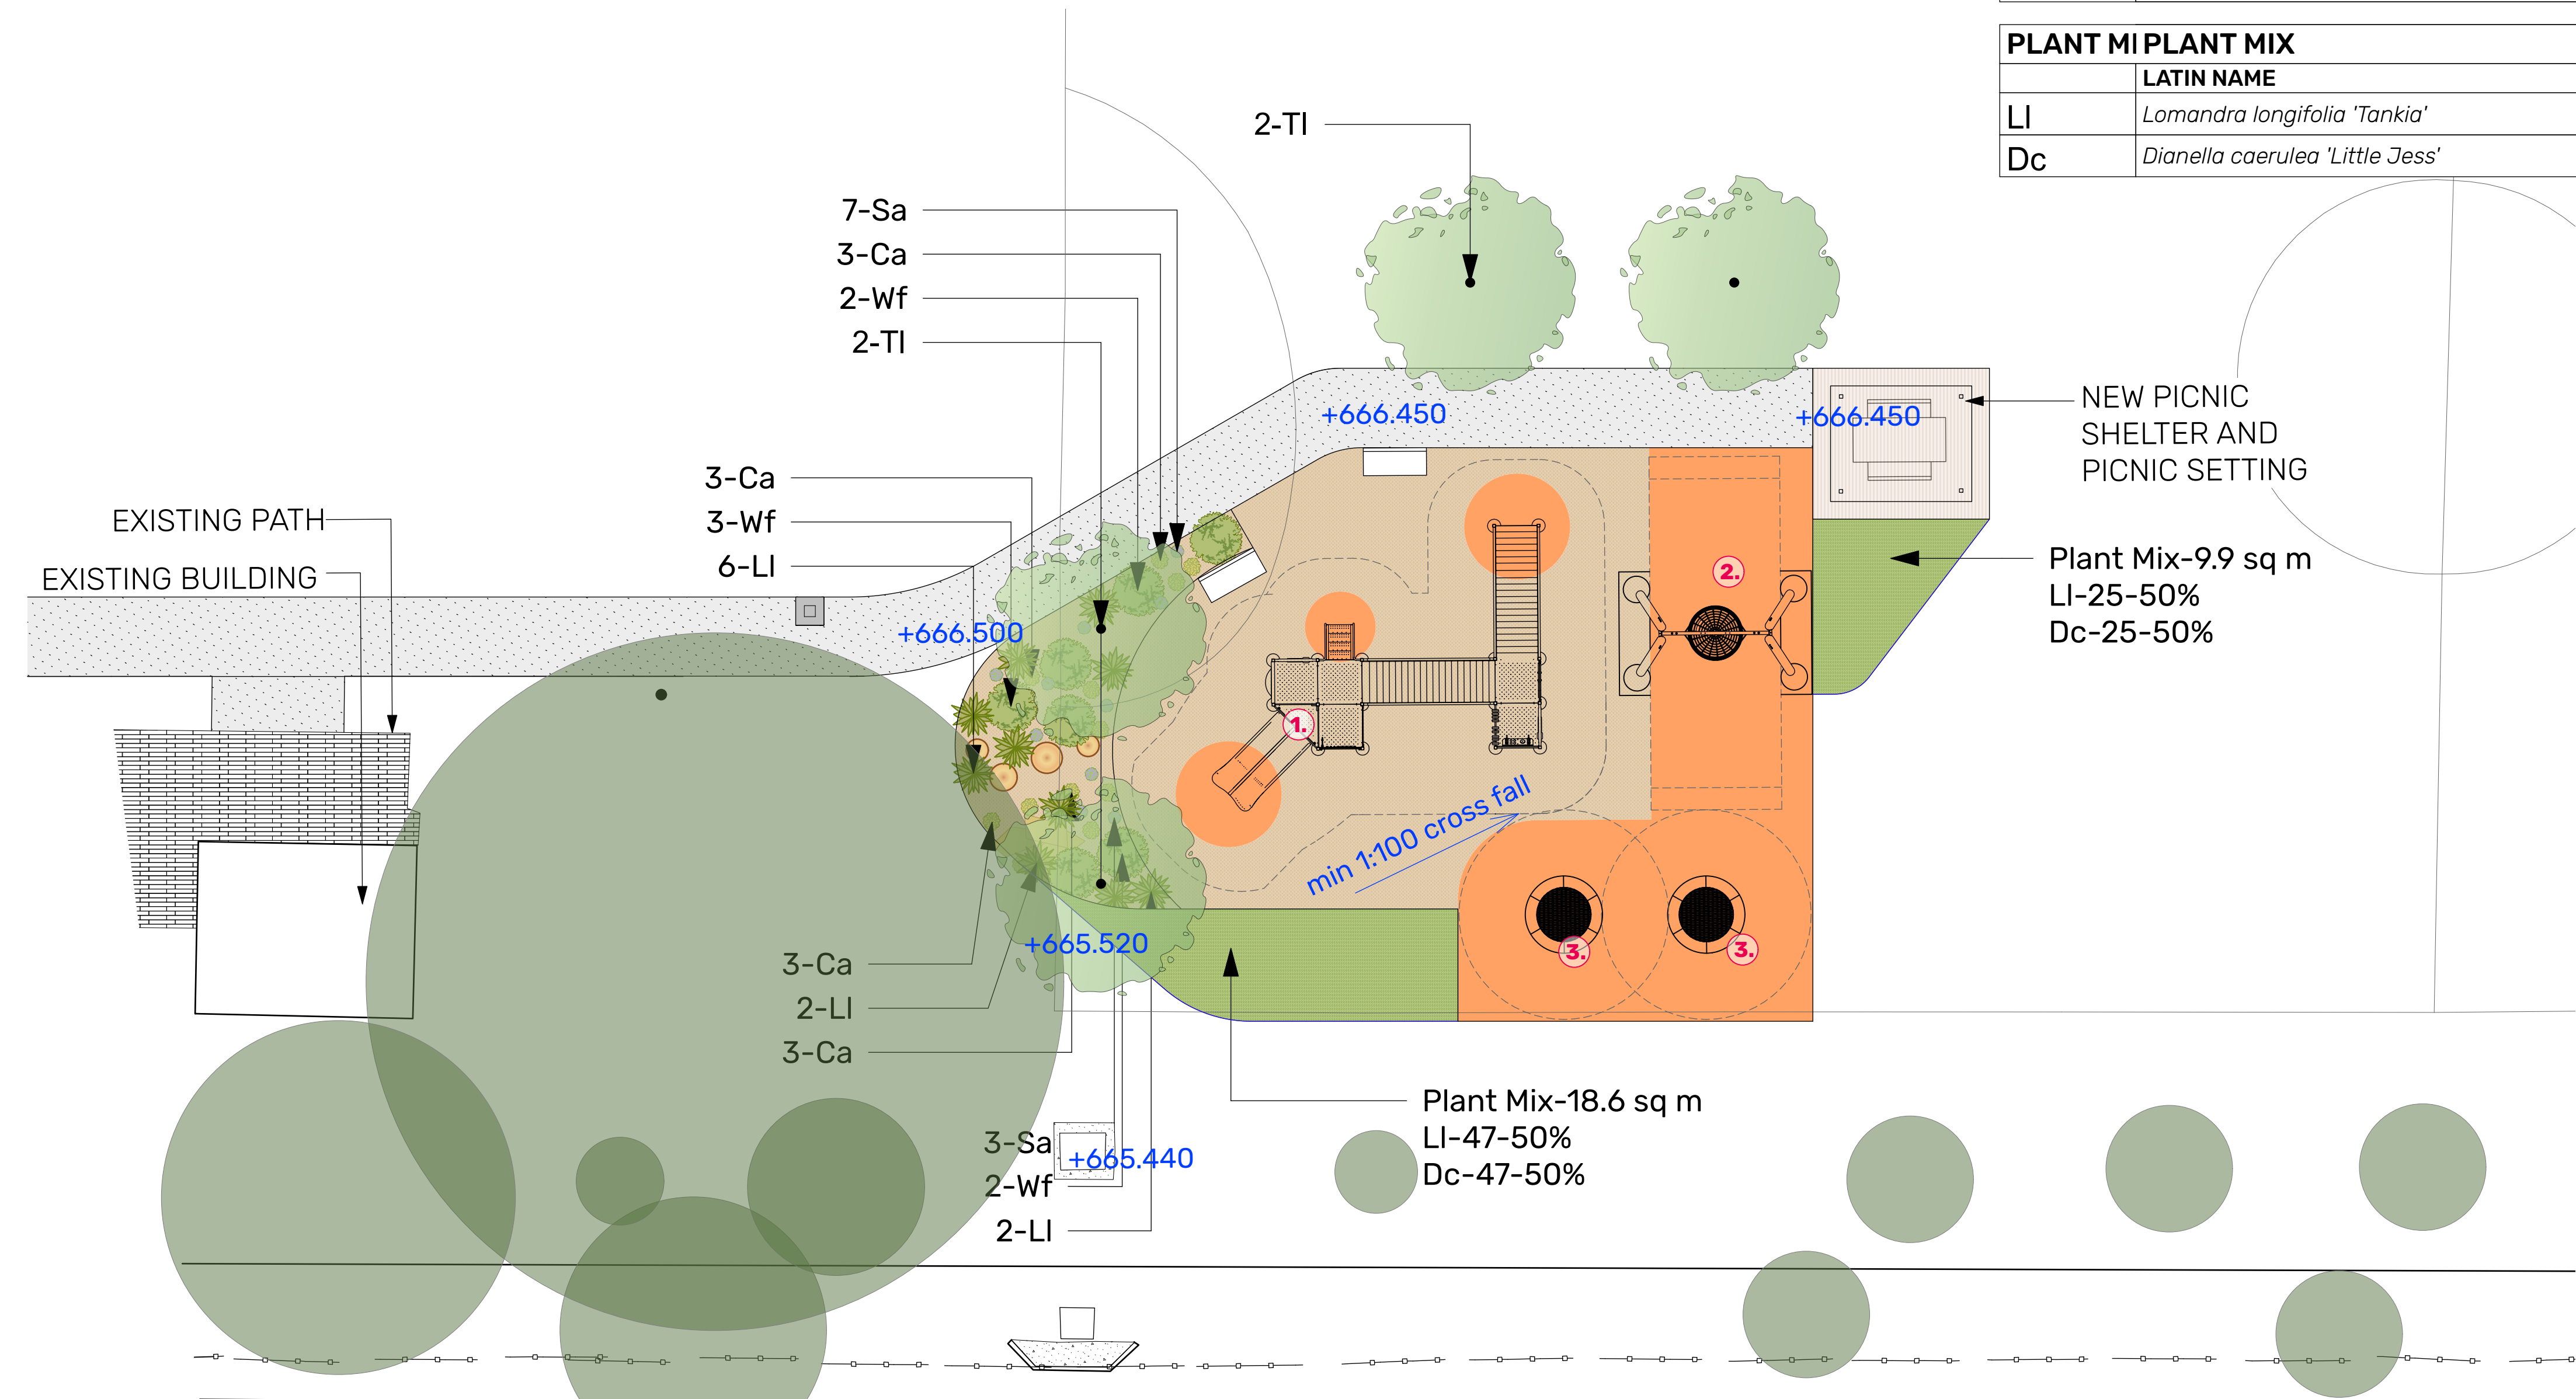 PLANT MI PLANT MIX
LATIN NAME
Ll Lomandra longifolia 'Tankia'
Dc Dianella caerulea 'Little Jess'
2-Tl
7-Sa
3-Ca
2-Wf
2-Tl
+666.450
+666.450
NEW PICNIC
SHELTER AND
PICNIC SETTING
3-Ca
3-Wf
6-Ll
EXISTING PATH
EXISTING BUILDING
+666.500
2.
Plant Mix-9.9 sq m
Ll-25-50%
Dc-25-50%
1.
min 1:100 cross fall
3.
3.
+665.520
3-Ca
2-Ll
3-Ca
Plant Mix-18.6 sq m
Ll-47-50%
Dc-47-50%
3-Sa
+665.440
2-Wf
2-Ll